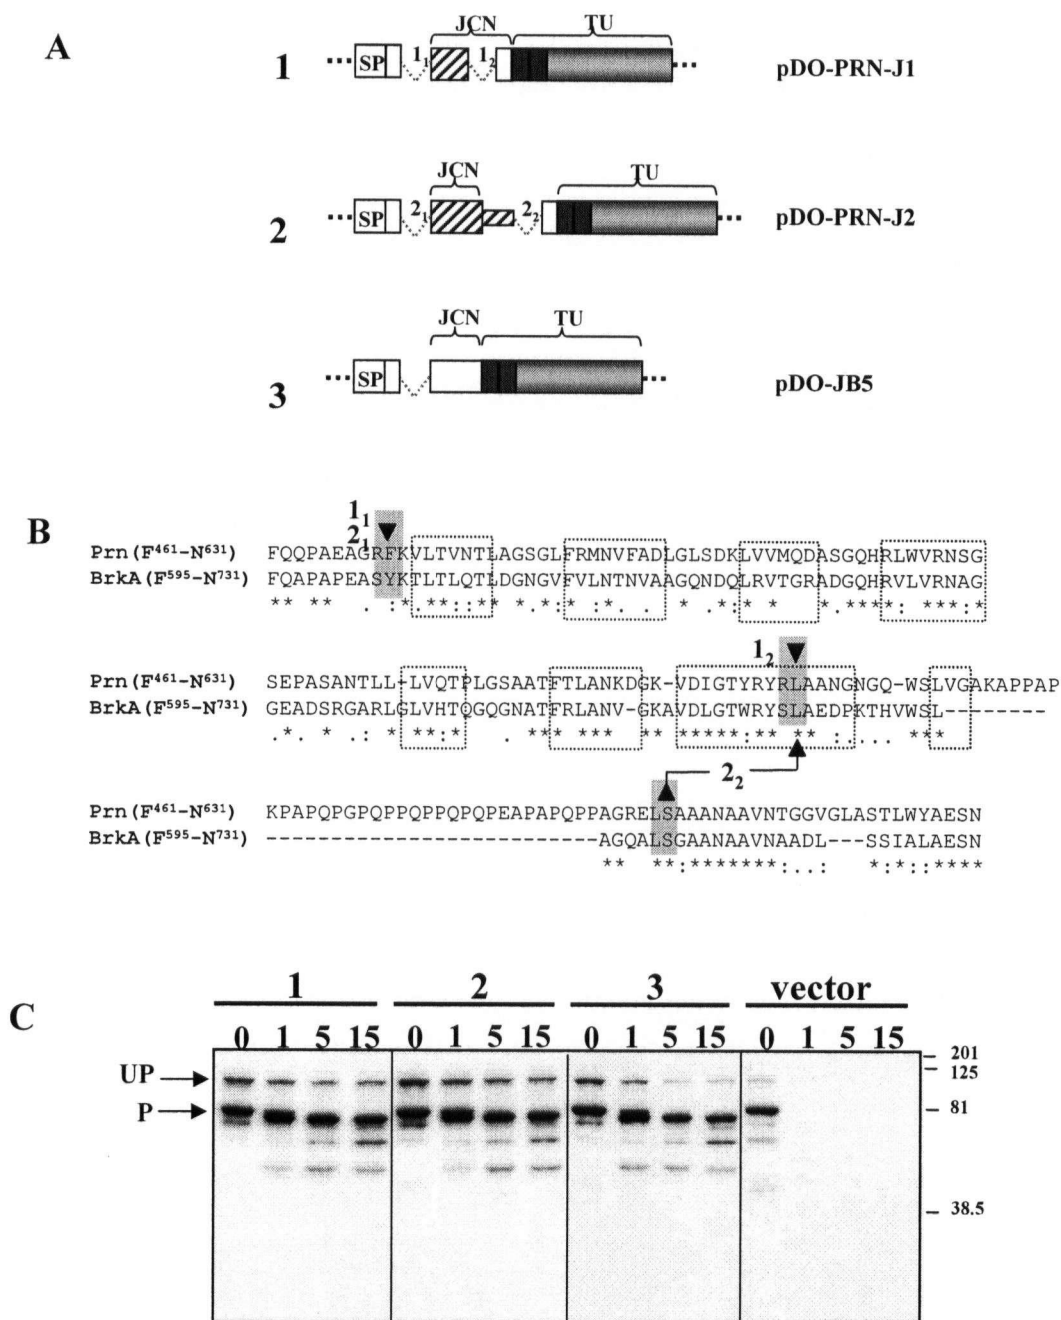 A
JCN TU
1 SP 1₁ 1₂ pDO-PRN-J1
JCN TU
2 SP 2₁ 2₂ pDO-PRN-J2
JCN TU
3 SP pDO-JB5
B
1₁
2₁
Prn(F⁴⁶¹-N⁶³¹) FQQPAEAGRFKVLTVNTLAGSGLFRMNVFADLGLSDKLVVMQDASGQHRLWVRNSG
BrkA(F⁵⁹⁵-N⁷³¹) FQAPAPEASYKTLTLQTLDGNGVFVLNTNVAAGQNDQLRVTGRADGQHRVLVRNAG
1₂
Prn(F⁴⁶¹-N⁶³¹) SEPASANTLL-LVQTPLGSAATFTLANKDGK-VDIGTYRYRLAANGNGQ-WSLVGAKAPPAP
BrkA(F⁵⁹⁵-N⁷³¹) GEADSRGARLGLVHTQGQGNATFRLANV-GKAVDLGTWRYSLAEDPKTHVWSL--------
2₂
Prn(F⁴⁶¹-N⁶³¹) KPAPQPGPQPPQPPQPQPEAPAPQPPAGRELSAAANAAVNTGGVGLASTLWYAESN
BrkA(F⁵⁹⁵-N⁷³¹) --------------------------AGQALSGAANAAVNAADL---SSIALAESN
C
1 2 3 vector
0 1 5 15 0 1 5 15 0 1 5 15 0 1 5 15
UP
P
201
125
81
38.5